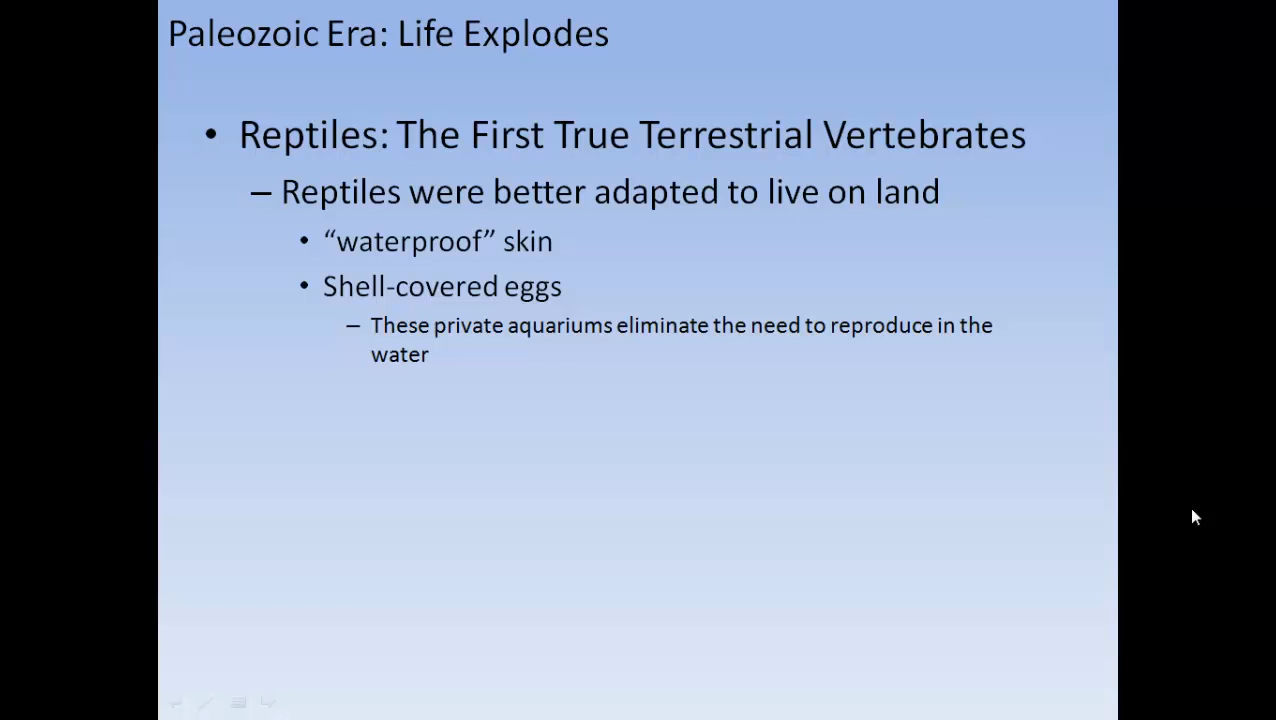 Paleozoic Era: Life Explodes
• Reptiles: The First True Terrestrial Vertebrates
– Reptiles were better adapted to live on land
• “waterproof” skin
• Shell-covered eggs
– These private aquariums eliminate the need to reproduce in the
water